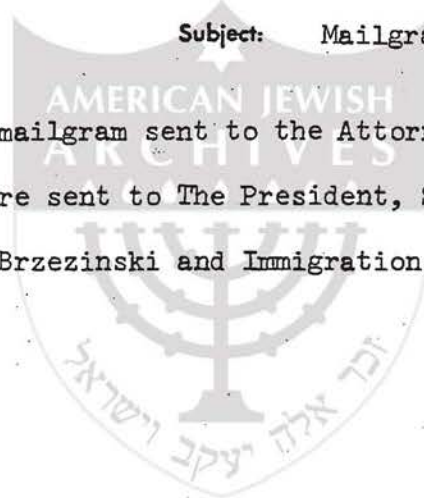 Subject: Mailgra
AMERICAN JEWISH
ARCHIVES
mailgram sent to the Attor
re sent to The President, S
Brzezinski and Immigration
זכר אלה יעקב וישראל